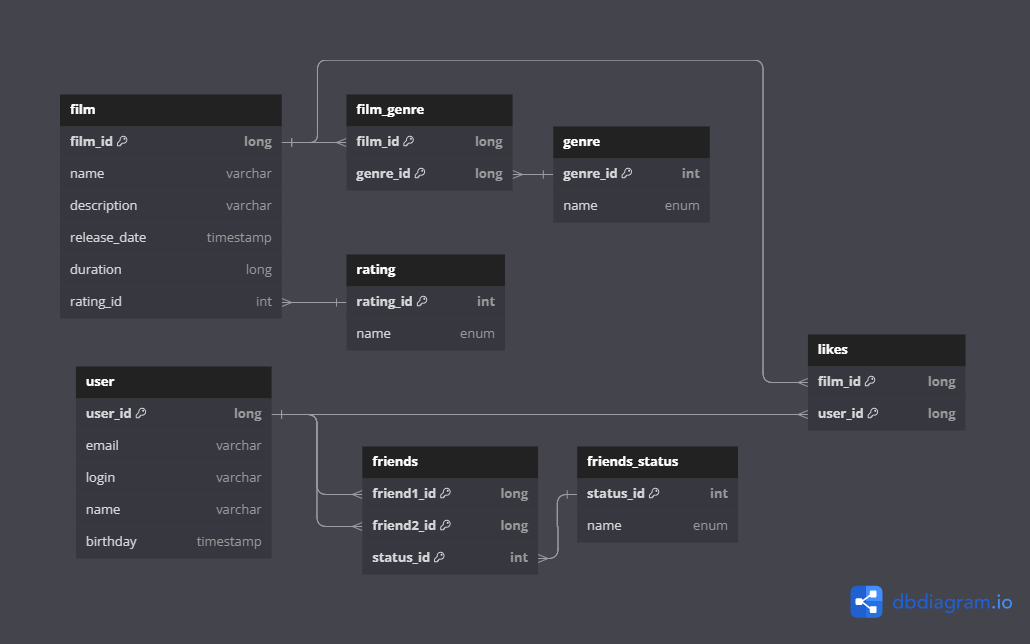 film
film_id long
name varchar
description varchar
release_date timestamp
duration long
rating_id int
film_genre
film_id long
genre_id long
genre
genre_id int
name enum
rating
rating_id int
name enum
likes
film_id long
user_id long
user
user_id long
email varchar
login varchar
name varchar
birthday timestamp
friends
friend1_id long
friend2_id long
status_id int
friends_status
status_id int
name enum
dbdiagram.io